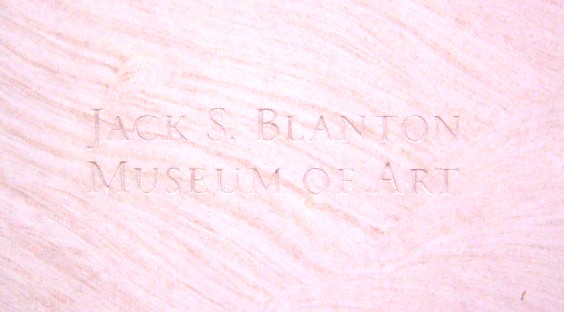 Jack S. Blanton
Museum of Art